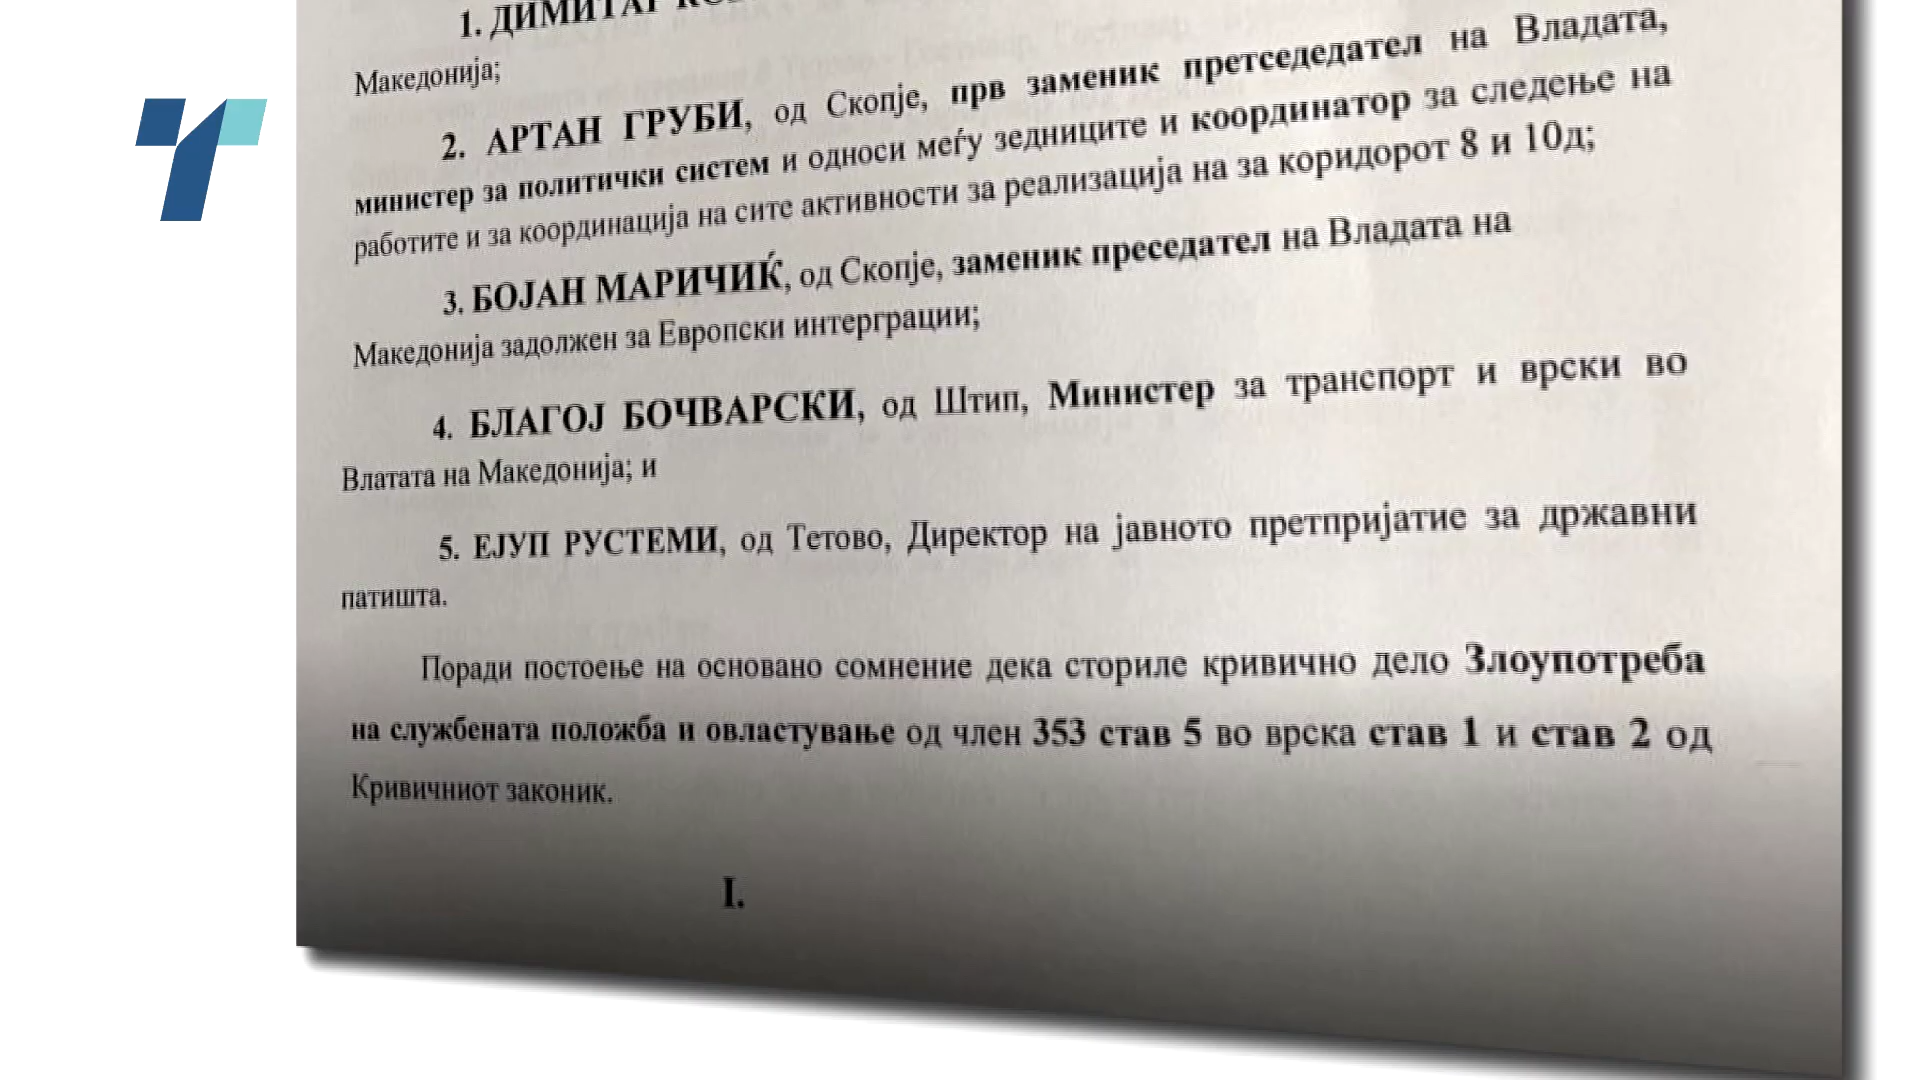 1. ДИМИТАР
Македонија;
2. АРТАН ГРУБИ, од Скопје, прв заменик претседедател на Владата,
министер за политички систем и односи меѓу зедниците и координатор за следење на
работите и за координација на сите активности за реализација на за коридорот 8 и 10д;
3. БОЈАН МАРИЧИЌ, од Скопје, заменик преседател на Владата на
Македонија задолжен за Европски интерграции;
4. БЛАГОЈ БОЧВАРСКИ, од Штип, Министер за транспорт и врски во
Влатата на Македонија; и
5. ЕЈУП РУСТЕМИ, од Тетово, Директор на јавното претпријатие за државни
патишта.
Поради постоење на основано сомнение дека сториле кривично дело Злоупотреба
на службената положба и овластување од член 353 став 5 во врска став 1 и став 2 од
Кривичниот законик.
I.